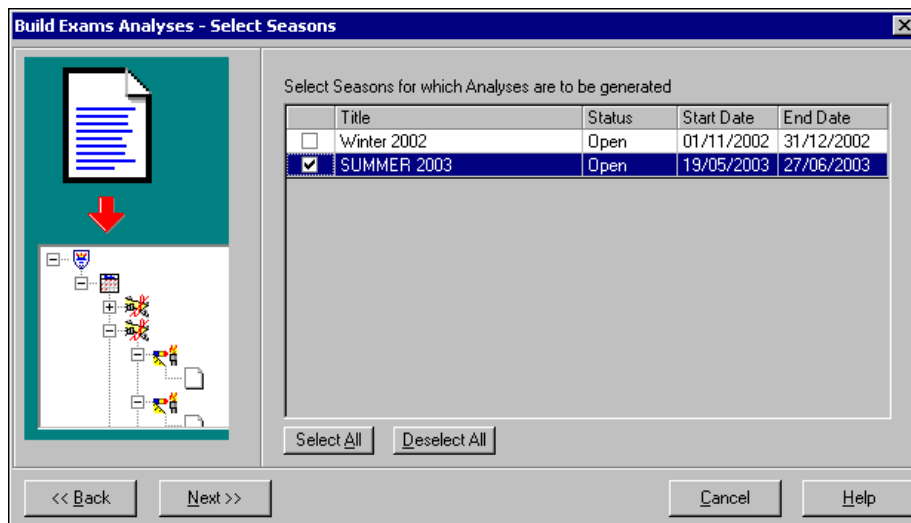 Build Exams Analyses - Select Seasons
Select Seasons for which Analyses are to be generated
Title Status Start Date End Date
Winter 2002 Open 01/11/2002 31/12/2002
SUMMER 2003 Open 19/05/2003 27/06/2003
Select All Deselect All
<< Back Next >> Cancel Help